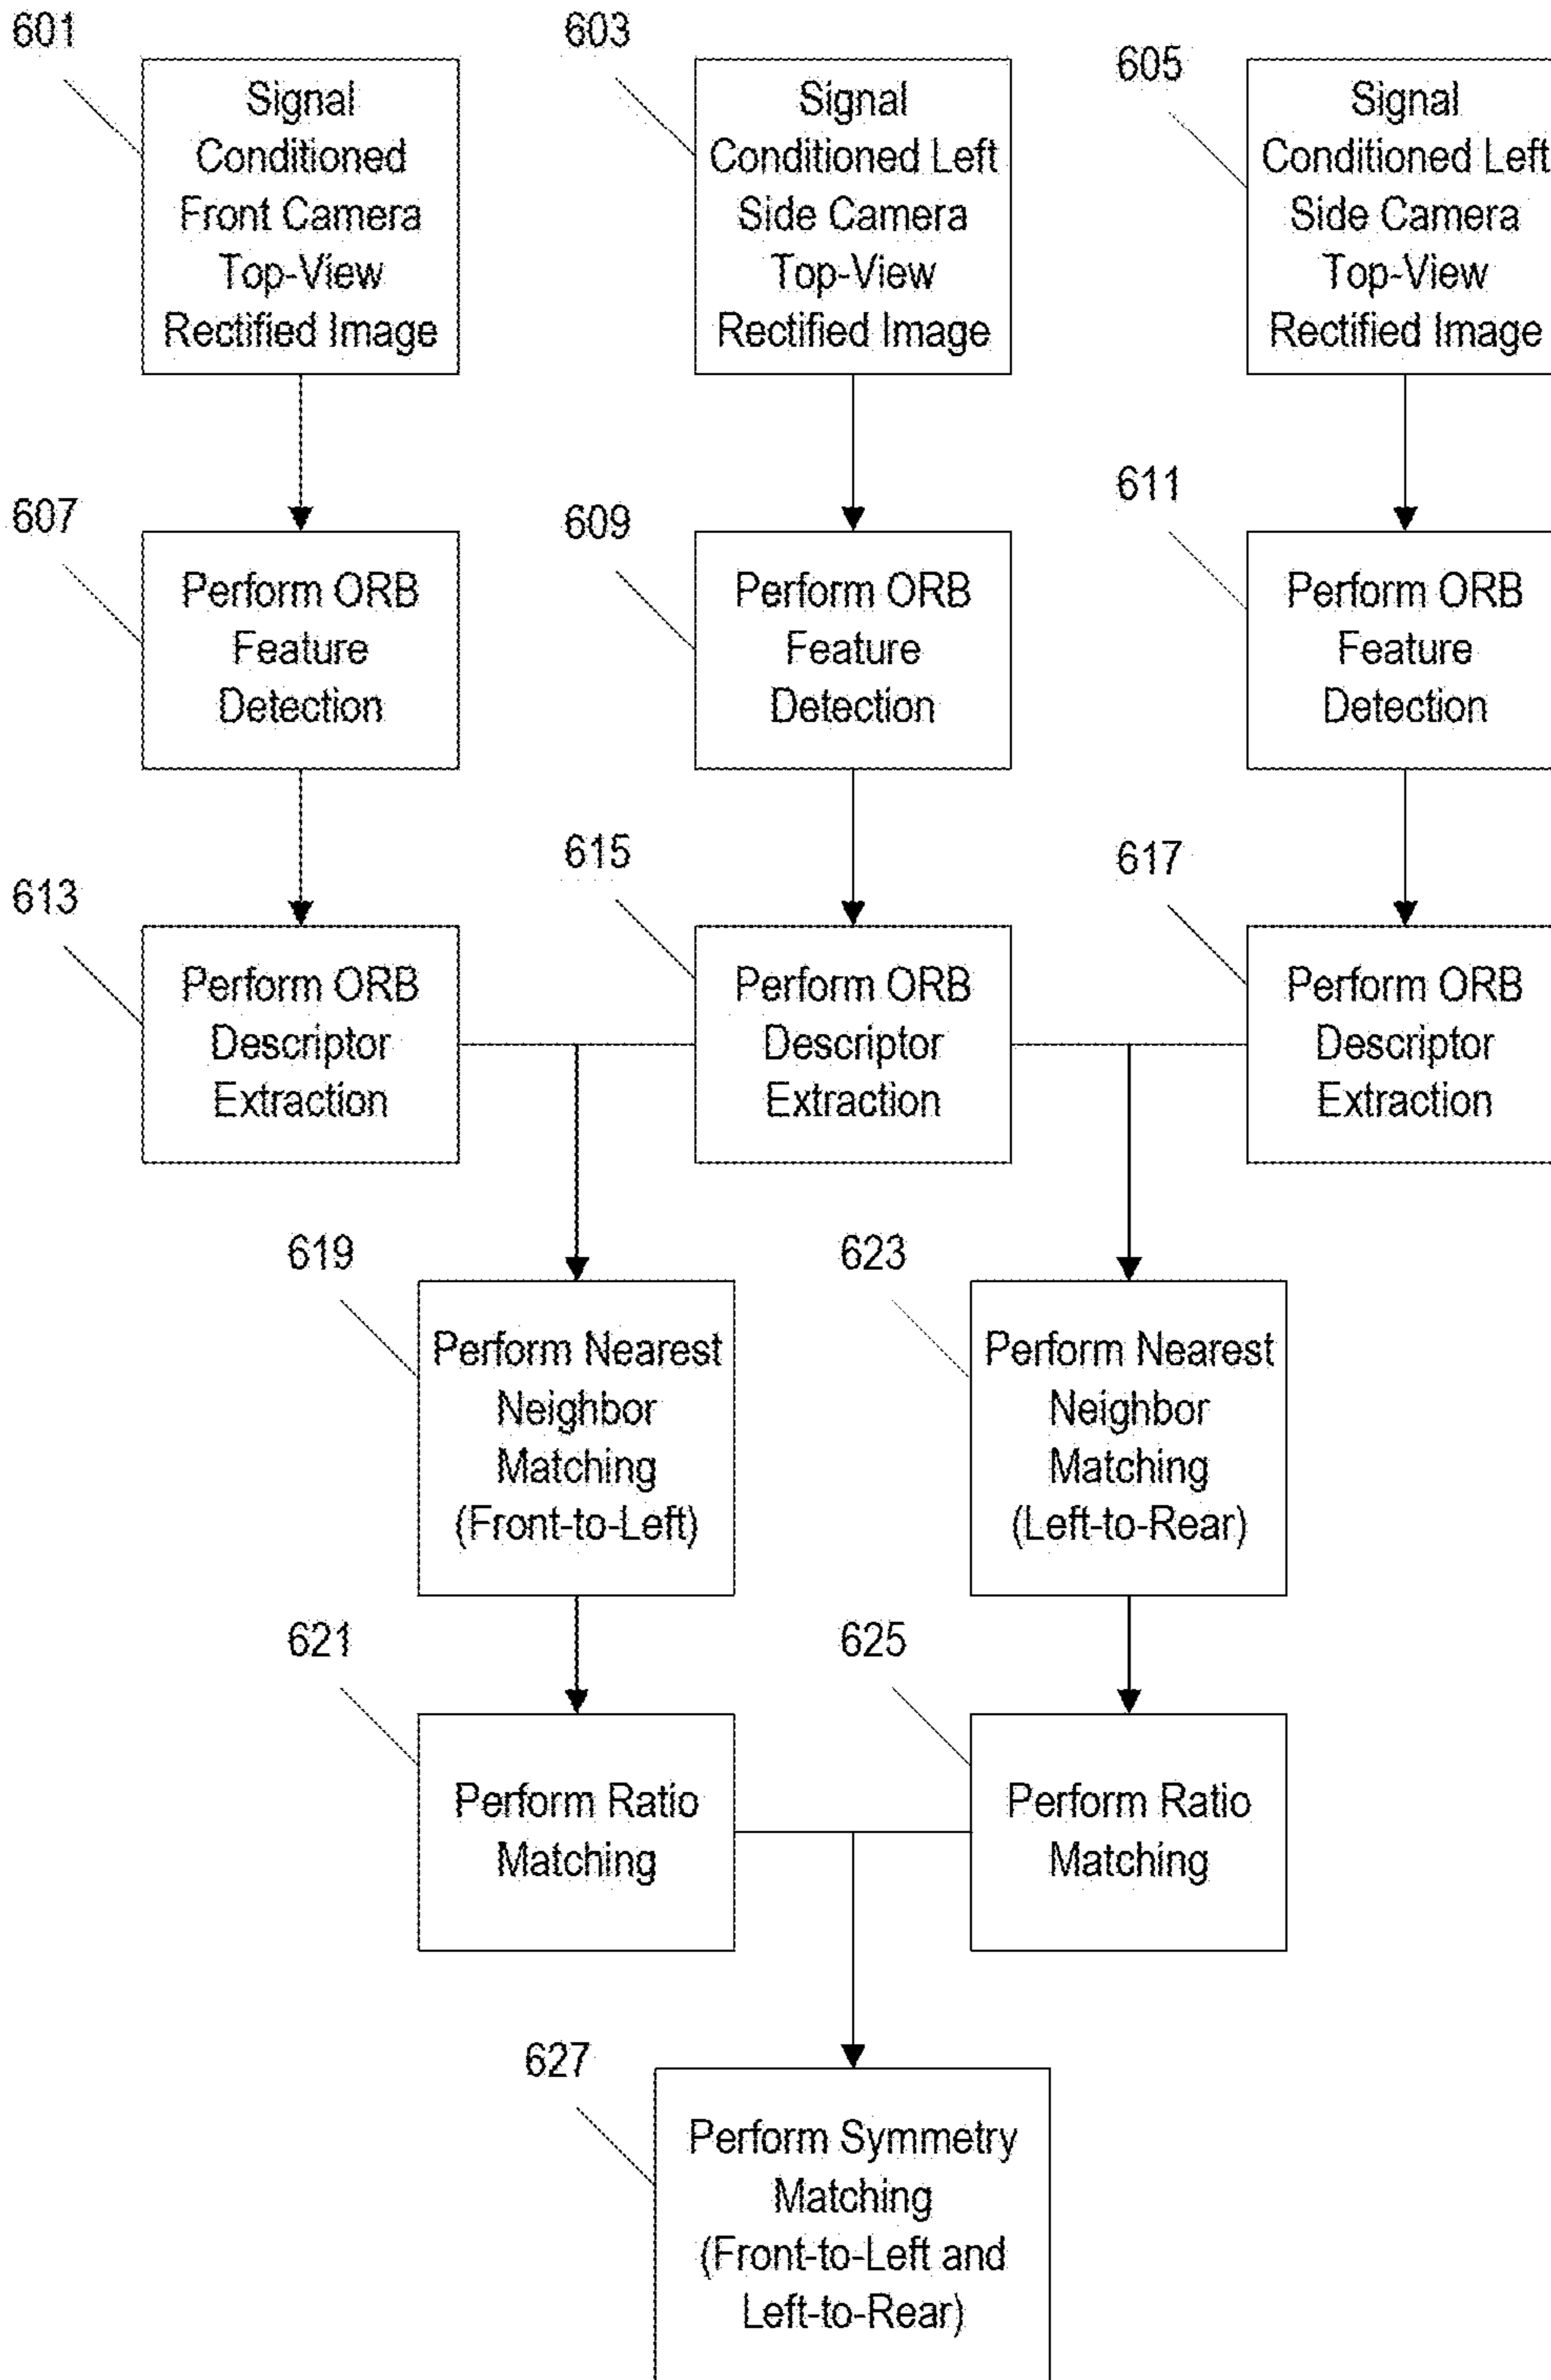 601
Signal
Conditioned
Front Camera
Top-View
Rectified Image
603
Signal
Conditioned Left
Side Camera
Top-View
Rectified Image
605
Signal
Conditioned Left
Side Camera
Top-View
Rectified Image
607
Perform ORB
Feature
Detection
609
Perform ORB
Feature
Detection
611
Perform ORB
Feature
Detection
613
Perform ORB
Descriptor
Extraction
615
Perform ORB
Descriptor
Extraction
617
Perform ORB
Descriptor
Extraction
619
Perform Nearest
Neighbor
Matching
(Front-to-Left)
623
Perform Nearest
Neighbor
Matching
(Left-to-Rear)
621
Perform Ratio
Matching
625
Perform Ratio
Matching
627
Perform Symmetry
Matching
(Front-to-Left and
Left-to-Rear)